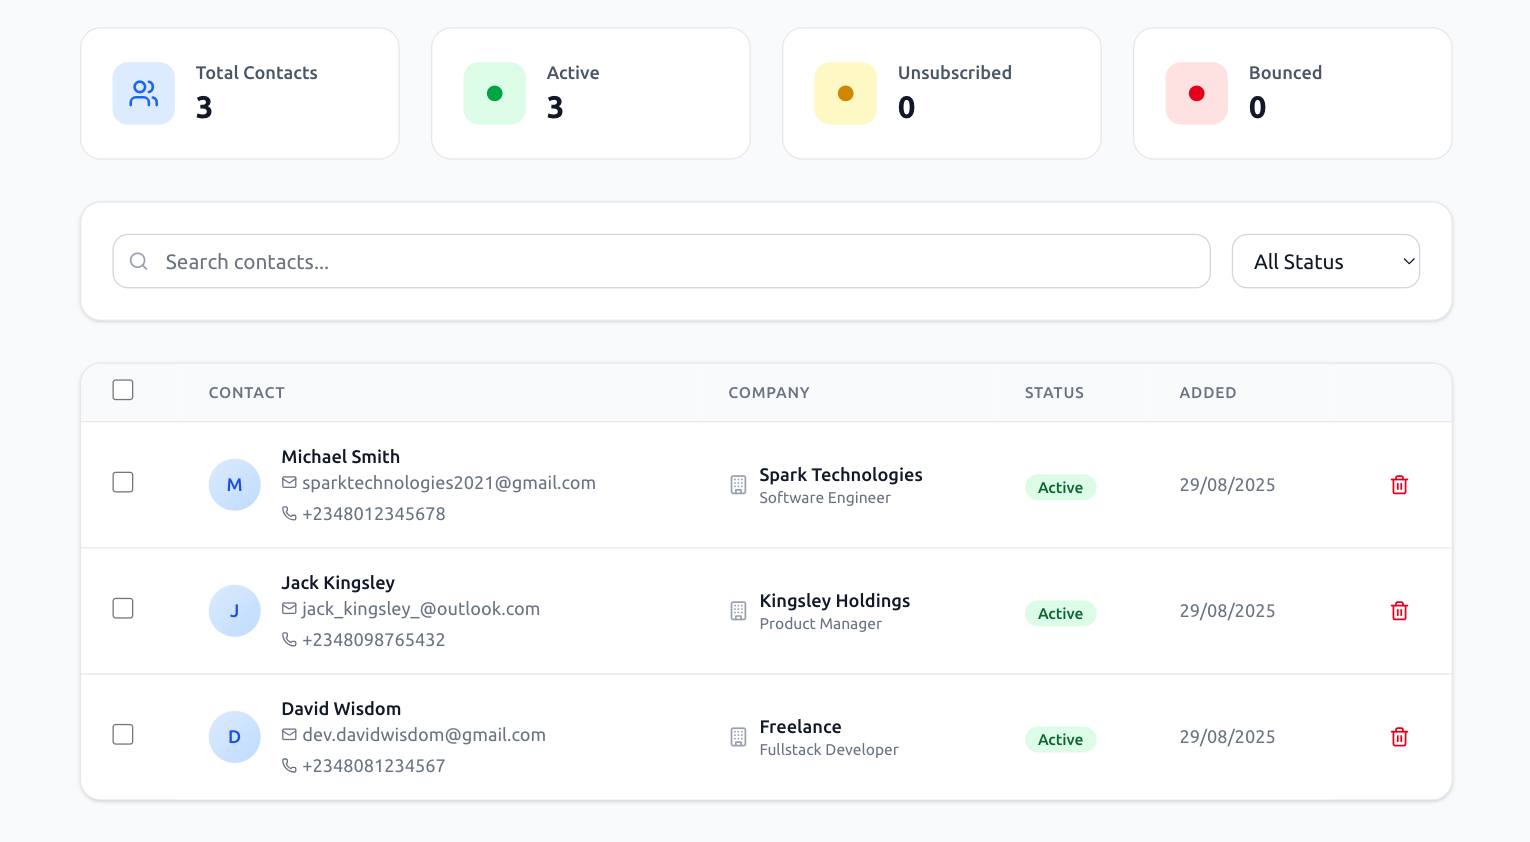 Total Contacts
3
Active
3
Unsubscribed
0
Bounced
0
Search contacts...
All Status
CONTACT COMPANY STATUS ADDED
M
Michael Smith
sparktechnologies2021@gmail.com
+2348012345678
Spark Technologies
Software Engineer
Active
29/08/2025
J
Jack Kingsley
jack_kingsley_@outlook.com
+2348098765432
Kingsley Holdings
Product Manager
Active
29/08/2025
D
David Wisdom
dev.davidwisdom@gmail.com
+2348081234567
Freelance
Fullstack Developer
Active
29/08/2025